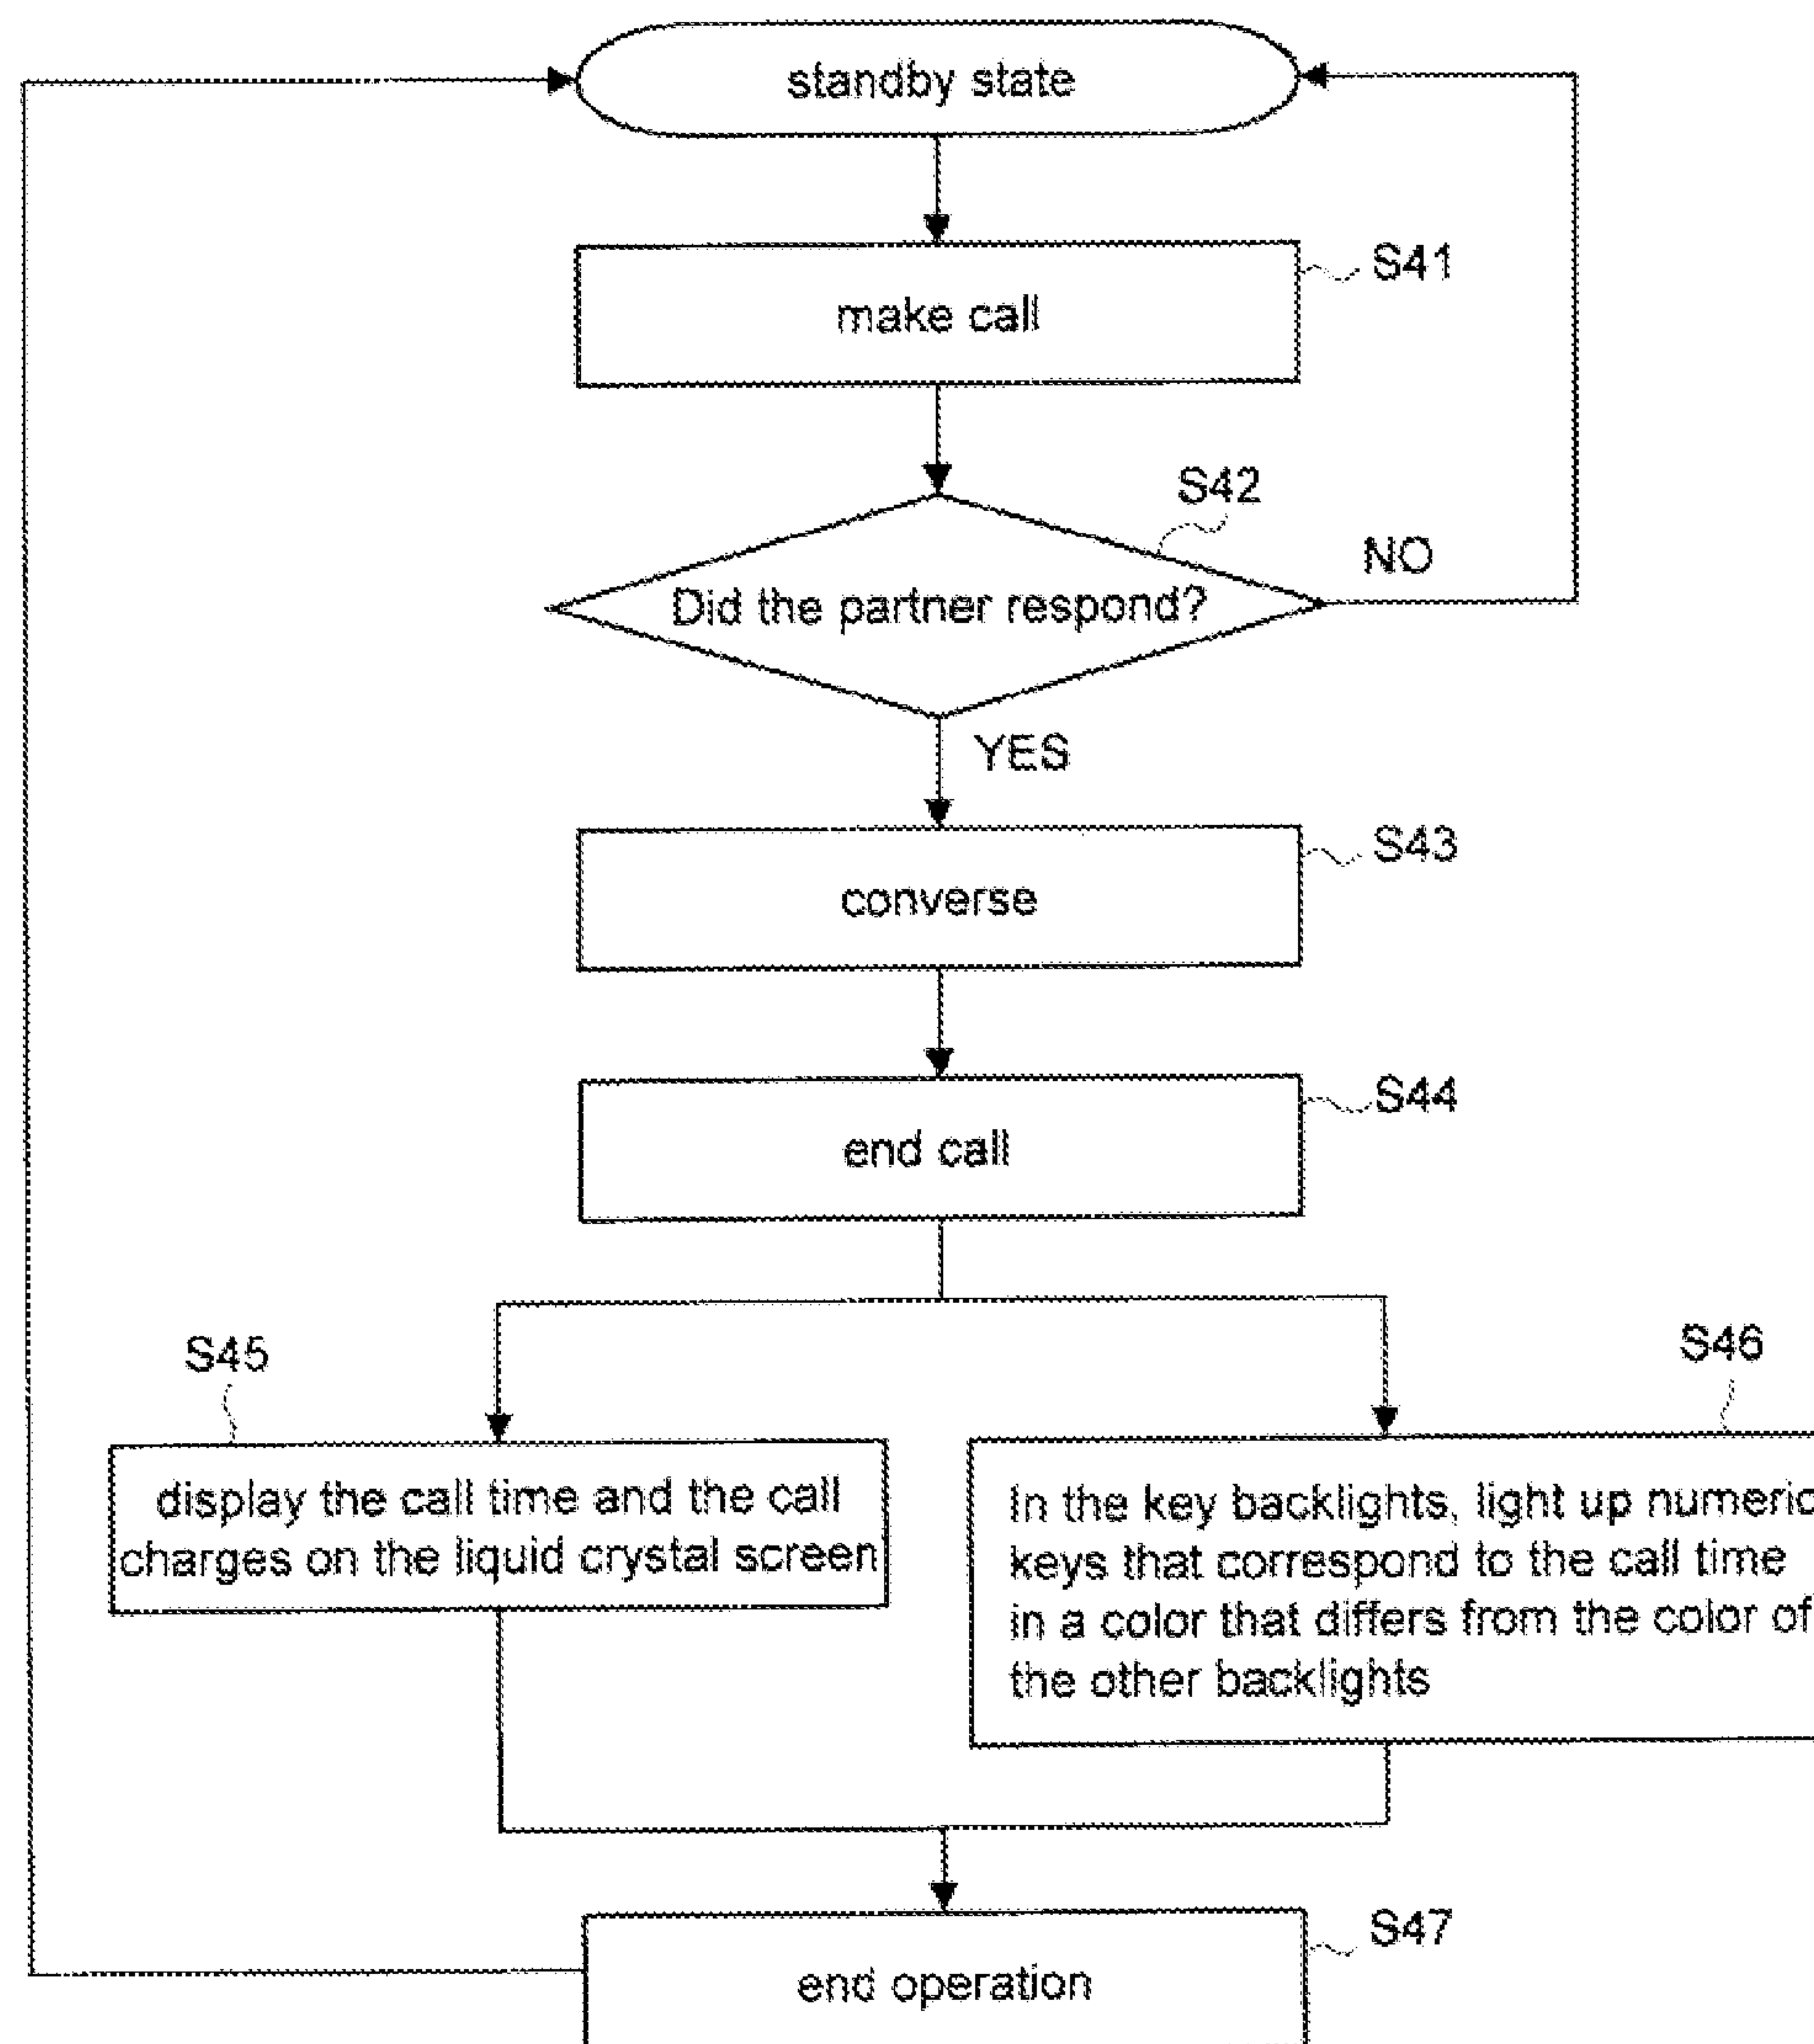 standby state
S41
make call
S42
NO
Did the partner respond?
YES
S43
converse
S44
end call
S45
S46
display the call time and the call
charges on the liquid crystal screen
In the key backlights, light up numeric
keys that correspond to the call time
in a color that differs from the color of
the other backlights
S47
end operation